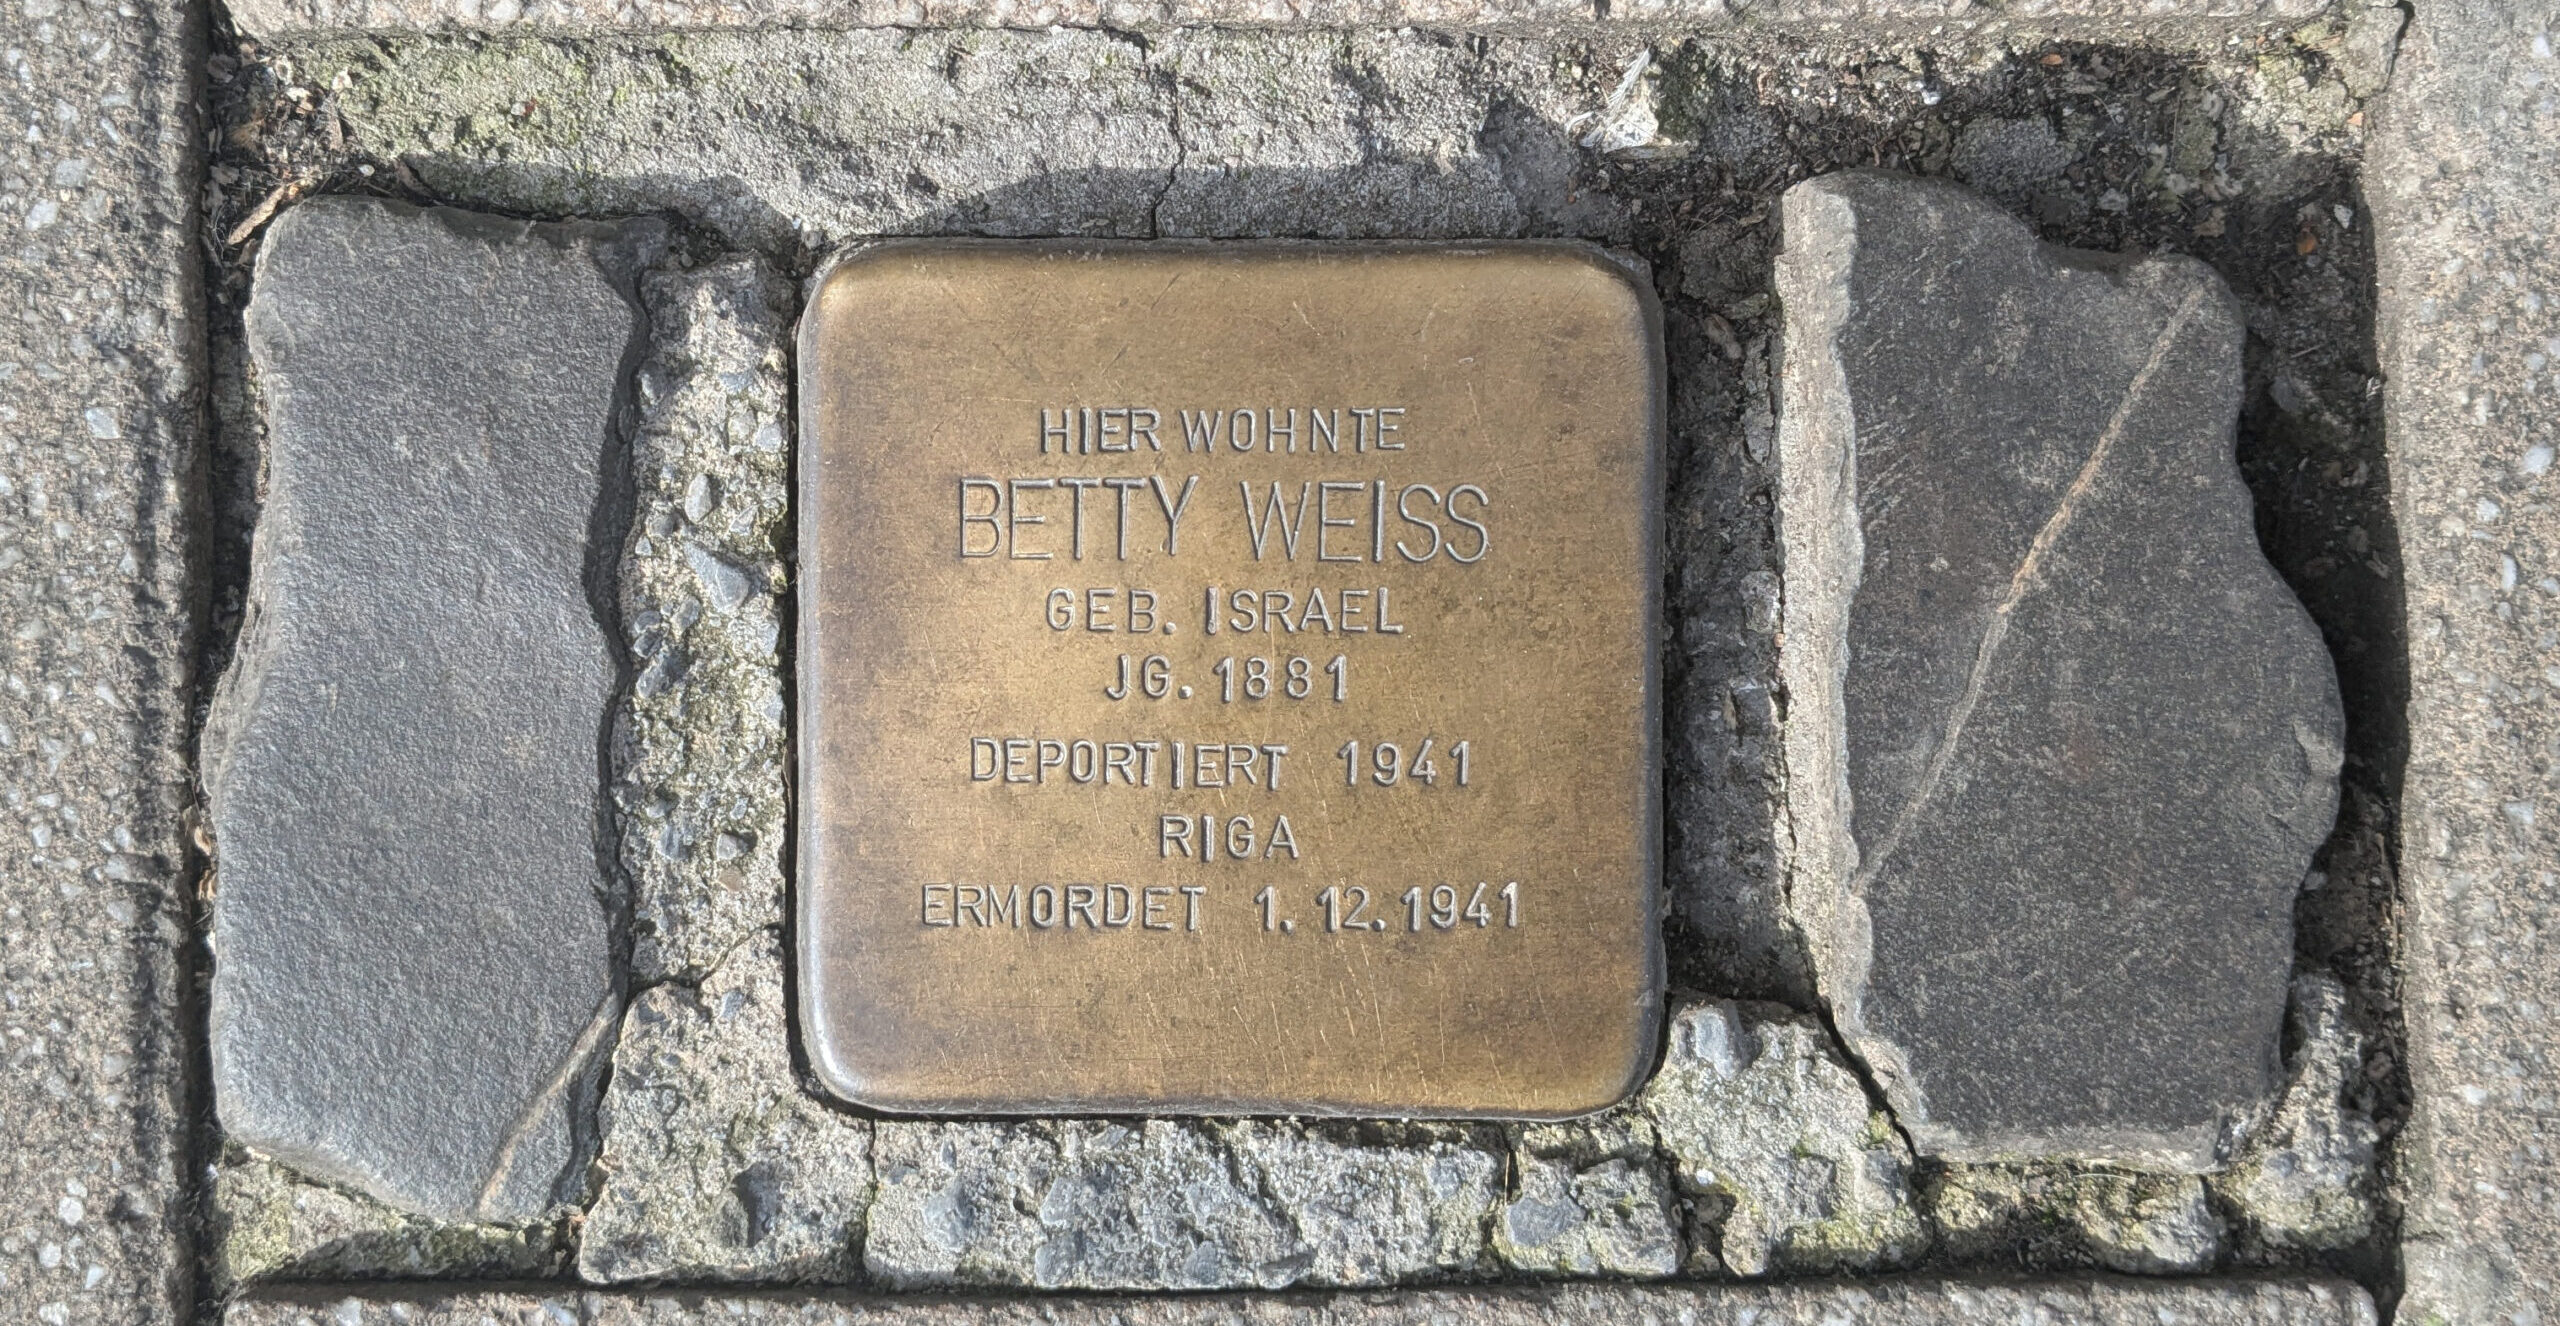 HIER WOHNTE
BETTY WEISS
GEB. ISRAEL
JG. 1881
DEPORTIERT 1941
RIGA
ERMORDET 1.12.1941